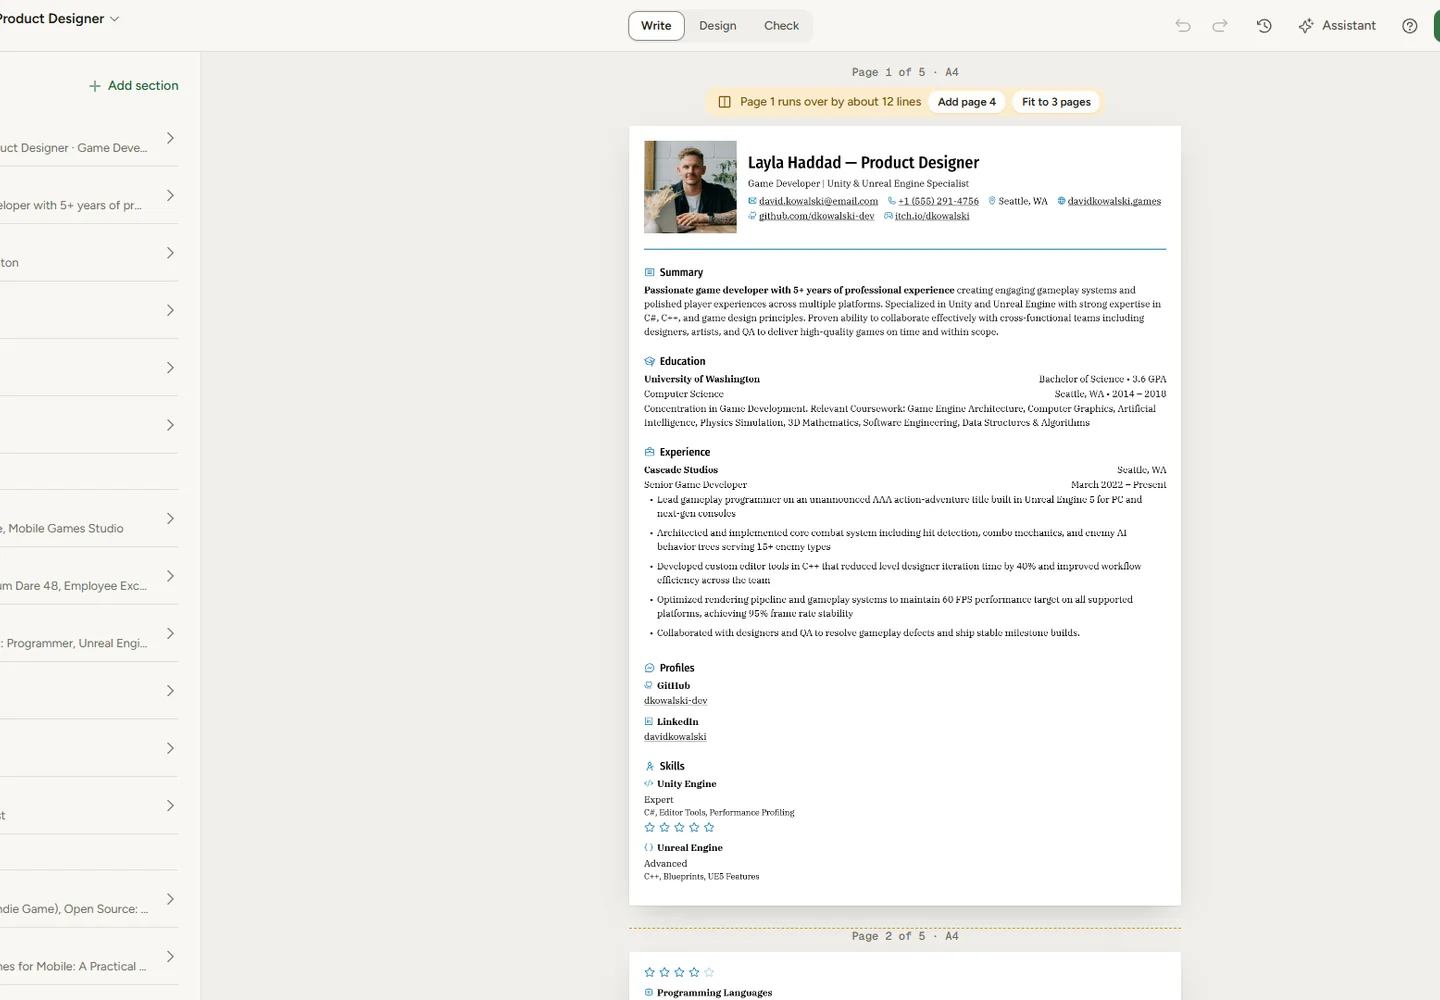 Product Designer
Write
Design
Check
Assistant
Add section
uct Designer · Game Deve...
eloper with 5+ years of pr...
ton
, Mobile Games Studio
um Dare 48, Employee Exc...
: Programmer, Unreal Engi...
st
ndie Game), Open Source: ...
nes for Mobile: A Practical ...
Page 1 of 5 · A4
Page 1 runs over by about 12 lines
Add page 4
Fit to 3 pages
Layla Haddad — Product Designer
Game Developer | Unity & Unreal Engine Specialist
david.kowalski@email.com +1 (555) 291-4756 Seattle, WA davidkowalski.games
github.com/dkowalski-dev itch.io/dkowalski
Summary
Passionate game developer with 5+ years of professional experience creating engaging gameplay systems and
polished player experiences across multiple platforms. Specialized in Unity and Unreal Engine with strong expertise in
C#, C++, and game design principles. Proven ability to collaborate effectively with cross-functional teams including
designers, artists, and QA to deliver high-quality games on time and within scope.
Education
University of Washington Bachelor of Science • 3.6 GPA
Computer Science Seattle, WA • 2014 – 2018
Concentration in Game Development. Relevant Coursework: Game Engine Architecture, Computer Graphics, Artificial
Intelligence, Physics Simulation, 3D Mathematics, Software Engineering, Data Structures & Algorithms
Experience
Cascade Studios Seattle, WA
Senior Game Developer March 2022 – Present
• Lead gameplay programmer on an unannounced AAA action-adventure title built in Unreal Engine 5 for PC and
next-gen consoles
• Architected and implemented core combat system including hit detection, combo mechanics, and enemy AI
behavior trees serving 15+ enemy types
• Developed custom editor tools in C++ that reduced level designer iteration time by 40% and improved workflow
efficiency across the team
• Optimized rendering pipeline and gameplay systems to maintain 60 FPS performance target on all supported
platforms, achieving 95% frame rate stability
• Collaborated with designers and QA to resolve gameplay defects and ship stable milestone builds.
Profiles
GitHub
dkowalski-dev
LinkedIn
davidkowalski
Skills
Unity Engine
Expert
C#, Editor Tools, Performance Profiling
Unreal Engine
Advanced
C++, Blueprints, UE5 Features
Page 2 of 5 · A4
Programming Languages